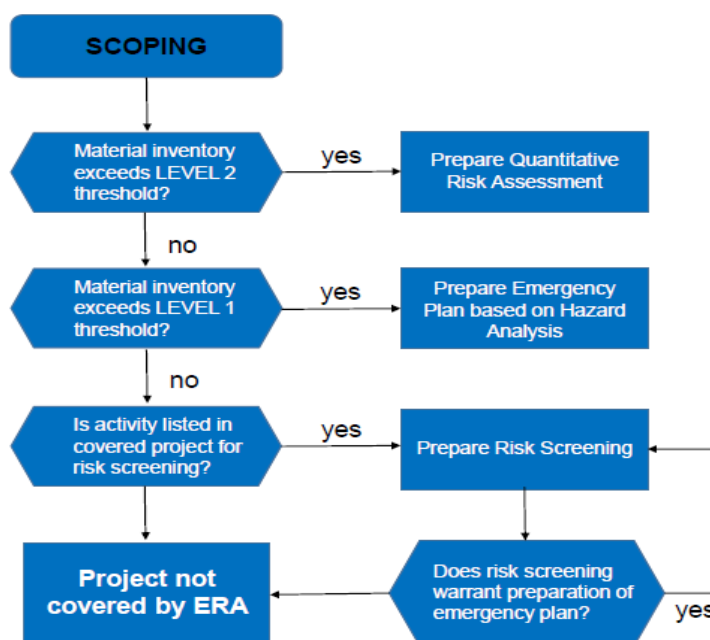 SCOPING
Material inventory
exceeds LEVEL 2
threshold?
yes
Prepare Quantitative
Risk Assessment
no
Material inventory
exceeds LEVEL 1
threshold?
yes
Prepare Emergency
Plan based on Hazard
Analysis
no
Is activity listed in
covered project for
risk screening?
yes
Prepare Risk Screening
Project not
covered by ERA
Does risk screening
warrant preparation of
emergency plan?
yes